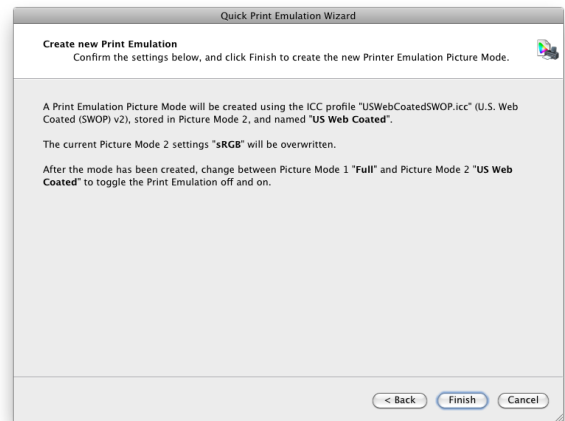 Quick Print Emulation Wizard
Create new Print Emulation
Confirm the settings below, and click Finish to create the new Printer Emulation Picture Mode.
A Print Emulation Picture Mode will be created using the ICC profile "USWebCoatedSWOP.icc" (U.S. Web
Coated (SWOP) v2), stored in Picture Mode 2, and named "US Web Coated".
The current Picture Mode 2 settings "sRGB" will be overwritten.
After the mode has been created, change between Picture Mode 1 "Full" and Picture Mode 2 "US Web
Coated" to toggle the Print Emulation off and on.
< Back Finish Cancel